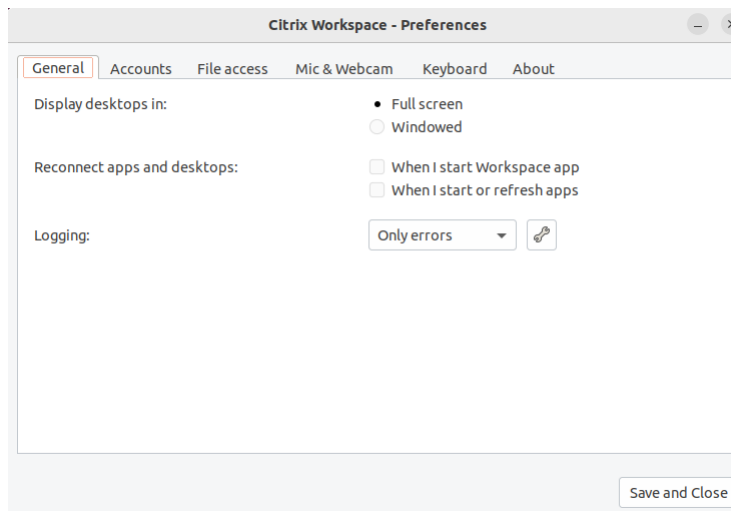 Citrix Workspace - Preferences
General Accounts File access Mic & Webcam Keyboard About
Display desktops in: Full screen
Windowed
Reconnect apps and desktops: When I start Workspace app
When I start or refresh apps
Logging: Only errors
Save and Close